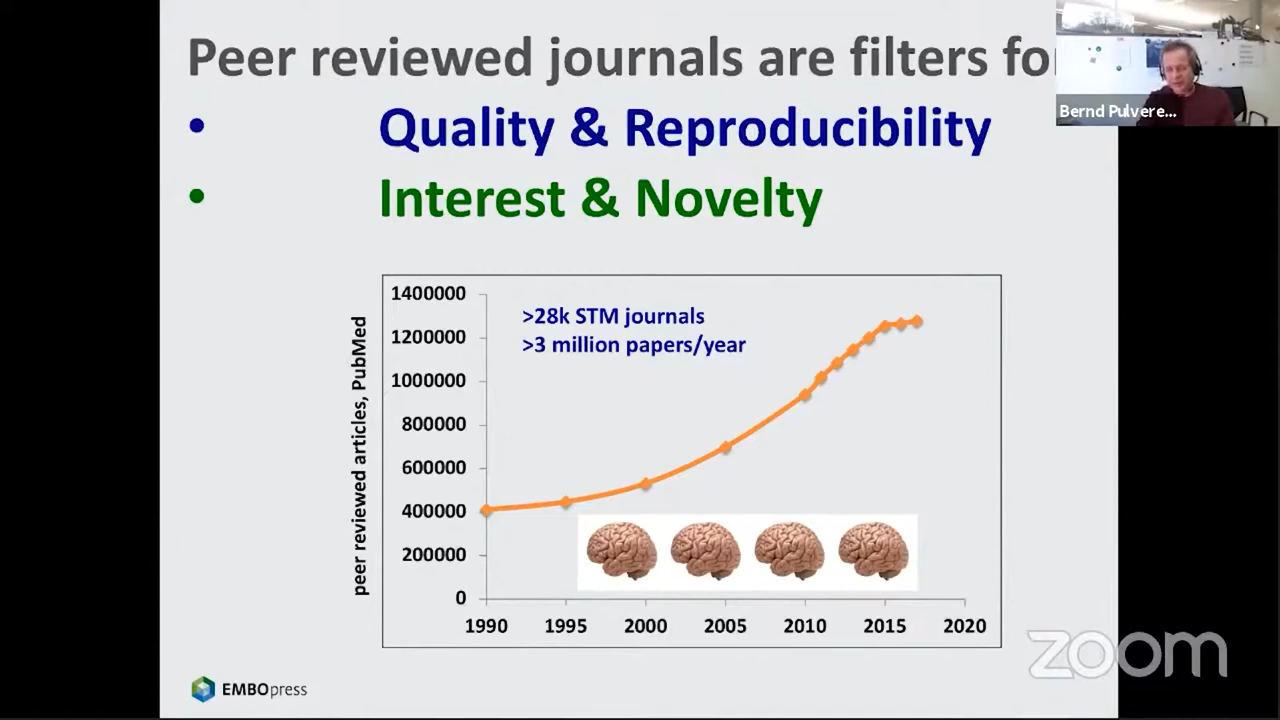 Peer reviewed journals are filters fo
• Quality & Reproducibility
• Interest & Novelty
Bernd Pulvere...
>28k STM journals
>3 million papers/year
peer reviewed articles, PubMed
1400000
1200000
1000000
800000
600000
400000
200000
0
1990 1995 2000 2005 2010 2015 2020
EMBOpress
zoom